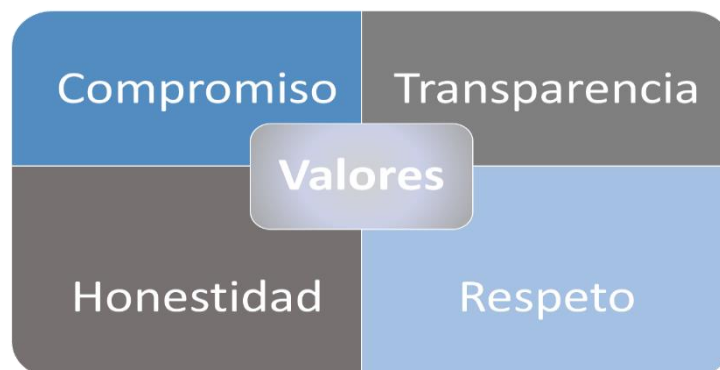 Compromiso
Transparencia
Valores
Honestidad
Respeto